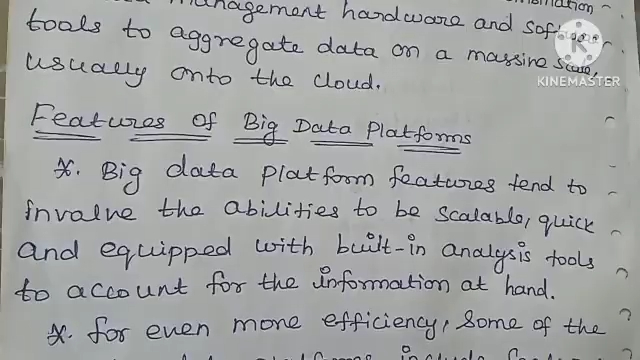 management hardware and software
tools to aggregate data on a massive scale,
usually onto the cloud.
KINEMASTER
Features of Big Data Platforms
*. Big data platform features tend to
involve the abilities to be scalable, quick
and equipped with built-in analysis tools
to account for the information at hand.
*. for even more efficiency, some of the